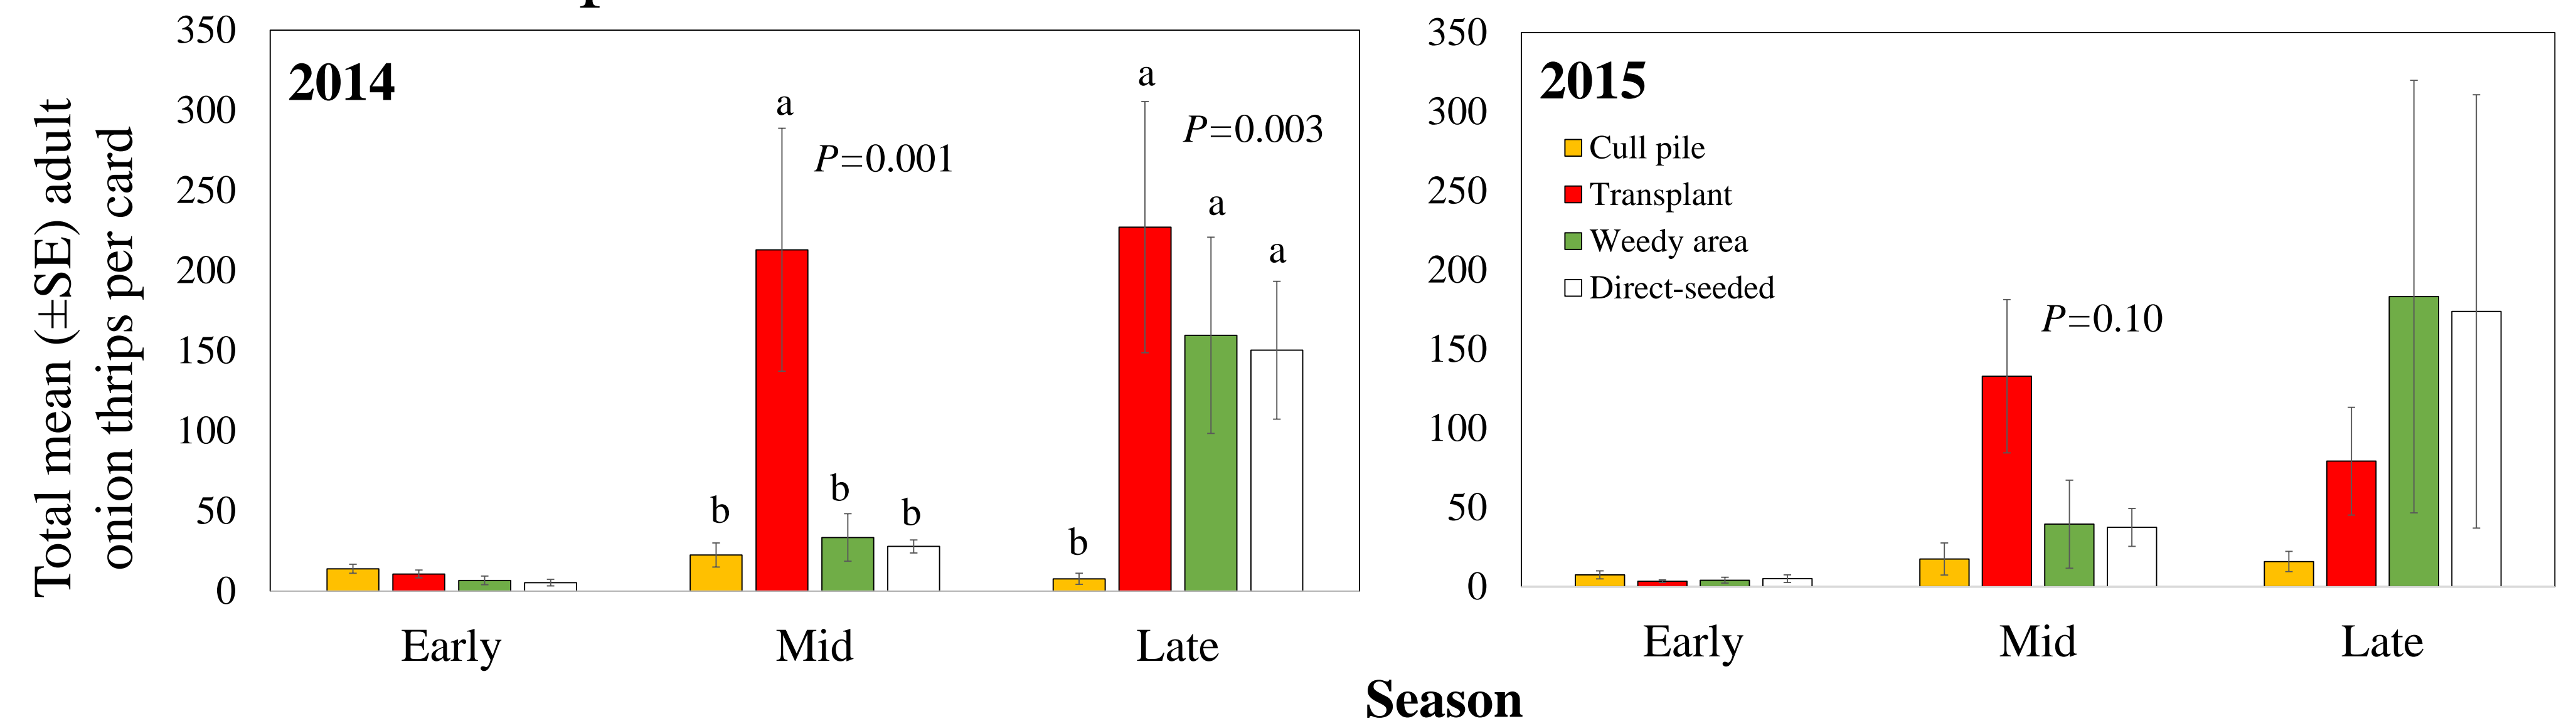 Total mean (±SE) adult
onion thrips per card
350
300
250
200
150
100
50
0
2014
a
P=0.001
a
P=0.003
a
a
b
b
b
b
Early
Mid
Late
350
300
250
200
150
100
50
0
2015
Cull pile
Transplant
Weedy area
Direct-seeded
P=0.10
Early
Mid
Late
Season